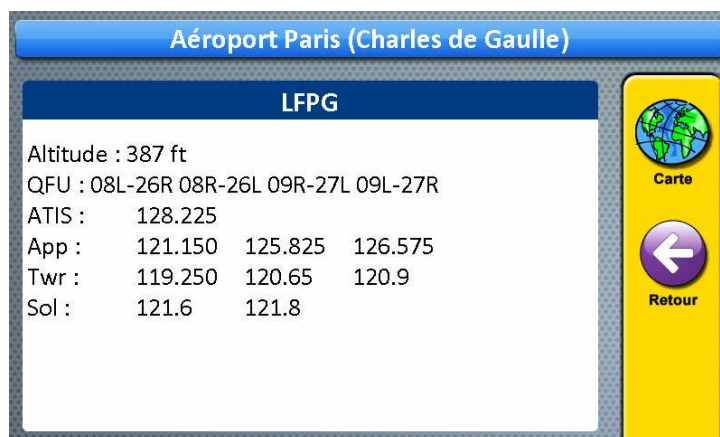 Aéroport Paris (Charles de Gaulle)
LFPG
Altitude : 387 ft
QFU : 08L-26R 08R-26L 09R-27L 09L-27R
ATIS : 128.225
App : 121.150 125.825 126.575
Twr : 119.250 120.65 120.9
Sol : 121.6 121.8
Carte
Retour